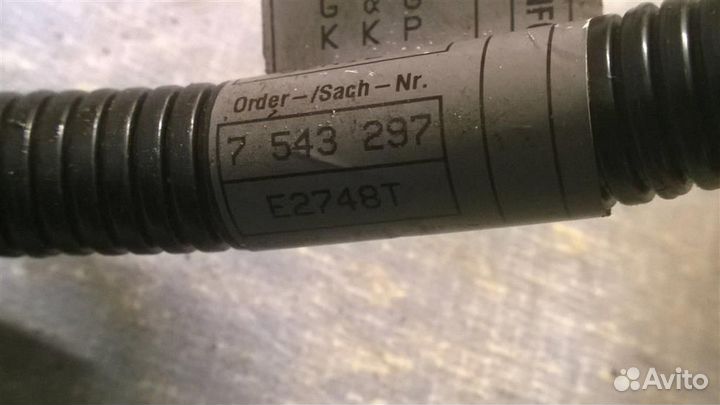 G & G
K K P
Order-/Sach-Nr.
7 543 297
E2748T
Avito